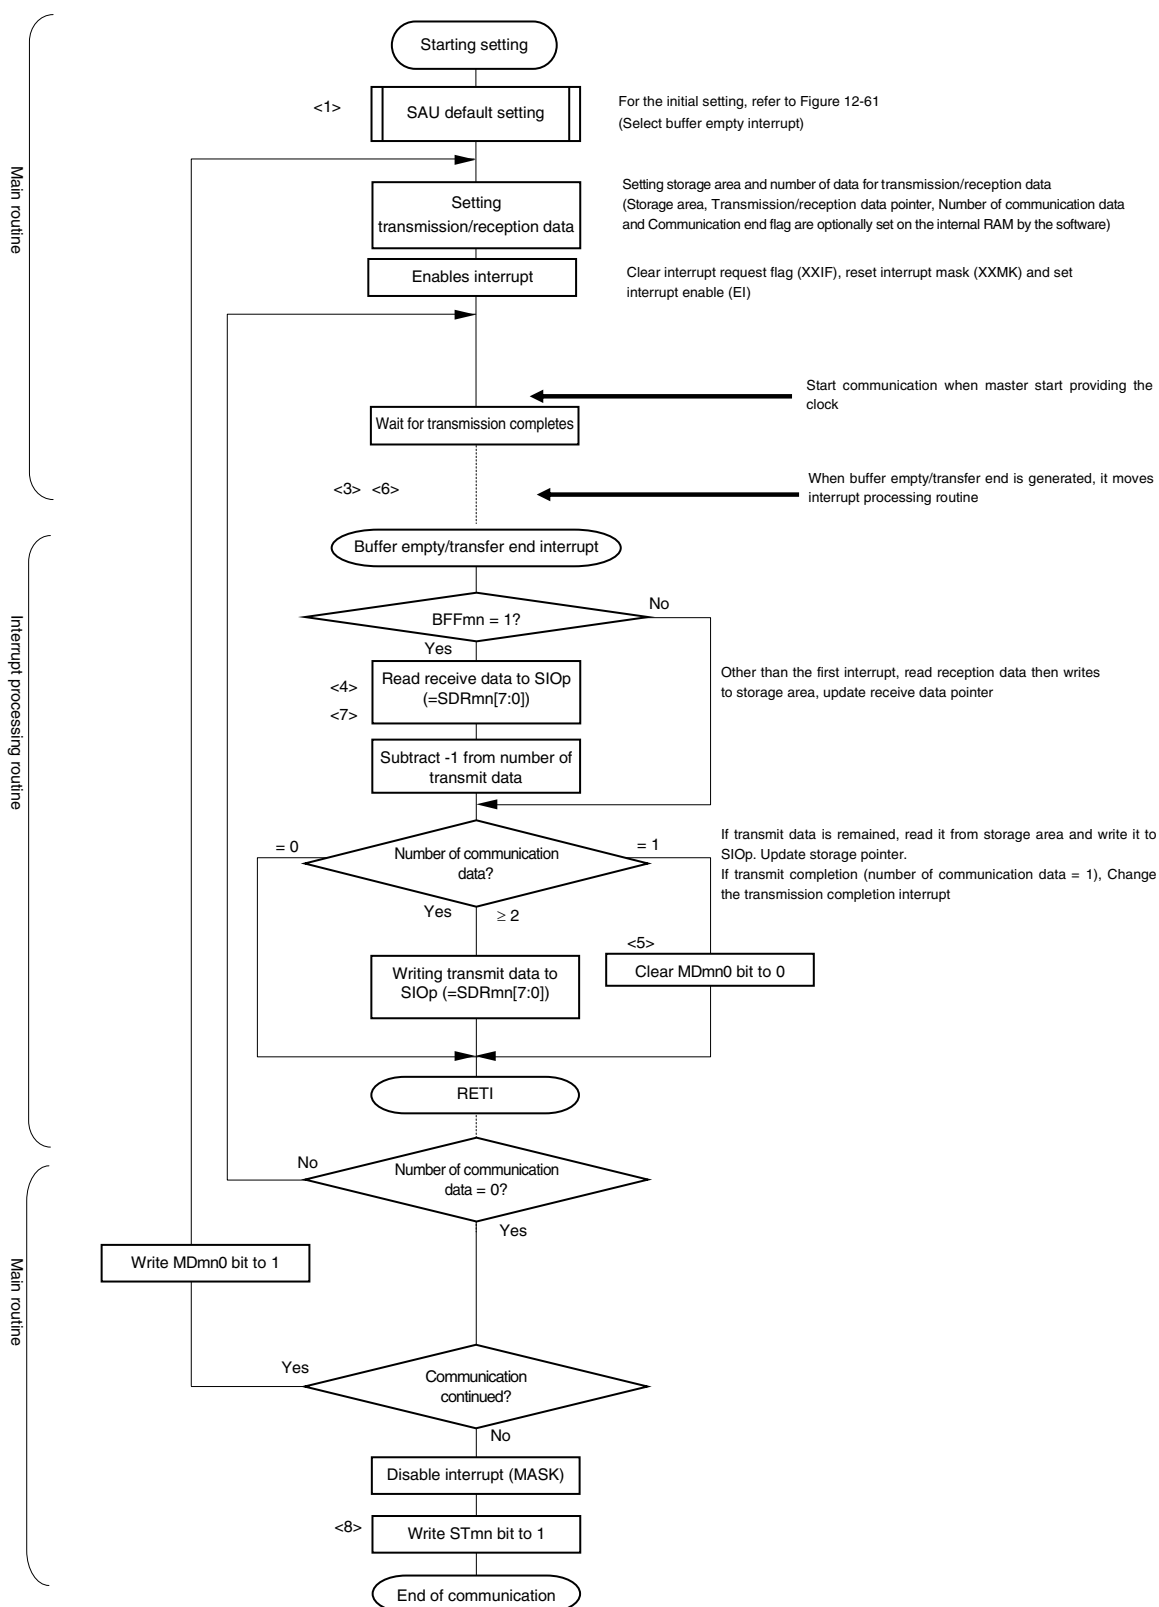 Starting setting
<1>
SAU default setting
For the initial setting, refer to Figure 12-61
(Select buffer empty interrupt)
Main routine
Setting
transmission/reception data
Setting storage area and number of data for transmission/reception data
(Storage area, Transmission/reception data pointer, Number of communication data
and Communication end flag are optionally set on the internal RAM by the software)
Enables interrupt
Clear interrupt request flag (XXIF), reset interrupt mask (XXMK) and set
interrupt enable (EI)
Start communication when master start providing the
clock
Wait for transmission completes
<3> <6>
When buffer empty/transfer end is generated, it moves
interrupt processing routine
Buffer empty/transfer end interrupt
Interrupt processing routine
BFFmn = 1?
No
Yes
<4>
<7>
Read receive data to SIOp
(=SDRmn[7:0])
Other than the first interrupt, read reception data then writes
to storage area, update receive data pointer
Subtract -1 from number of
transmit data
= 0
Number of communication
data?
= 1
If transmit data is remained, read it from storage area and write it to
SIOp. Update storage pointer.
If transmit completion (number of communication data = 1), Change
the transmission completion interrupt
Yes
≥ 2
<5>
Writing transmit data to
SIOp (=SDRmn[7:0])
Clear MDmn0 bit to 0
RETI
No
Number of communication
data = 0?
Yes
Write MDmn0 bit to 1
Main routine
Yes
Communication
continued?
No
Disable interrupt (MASK)
<8>
Write STmn bit to 1
End of communication